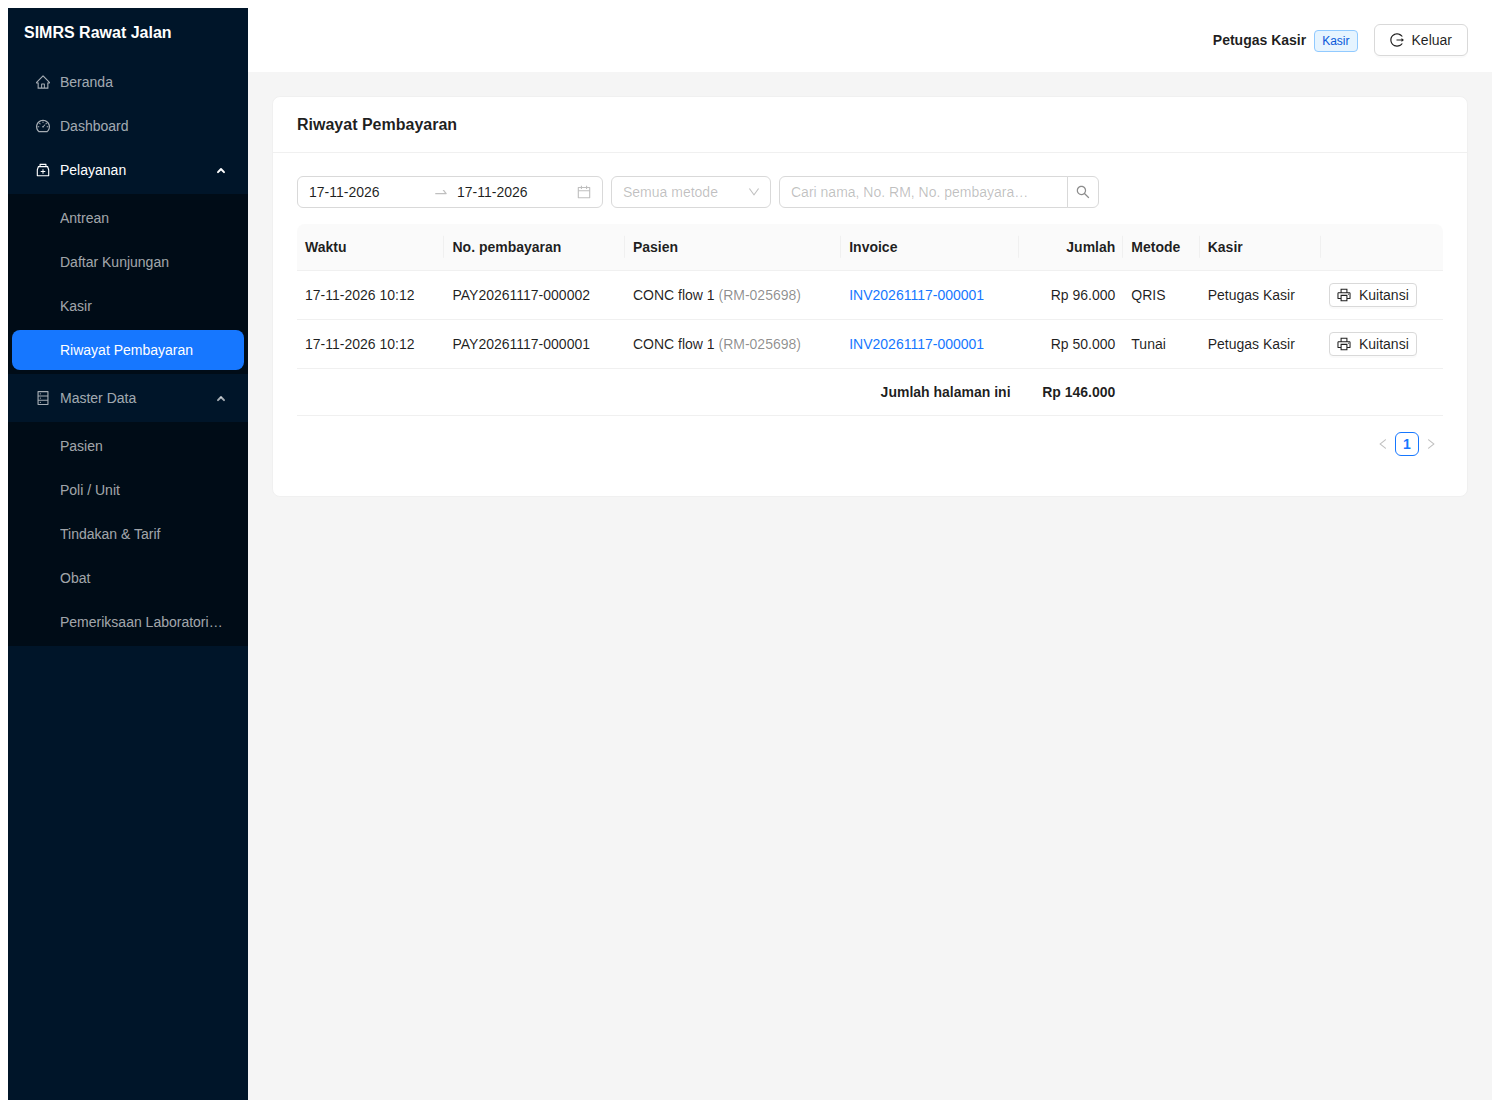 SIMRS Rawat Jalan
Petugas Kasir Kasir Keluar
Beranda
Dashboard
Pelayanan
Antrean
Daftar Kunjungan
Kasir
Riwayat Pembayaran
Master Data
Pasien
Poli / Unit
Tindakan & Tarif
Obat
Pemeriksaan Laboratori…
Riwayat Pembayaran
17-11-2026 17-11-2026 Semua metode Cari nama, No. RM, No. pembayara…
Waktu No. pembayaran Pasien Invoice Jumlah Metode Kasir
17-11-2026 10:12 PAY20261117-000002 CONC flow 1 (RM-025698) INV20261117-000001 Rp 96.000 QRIS Petugas Kasir Kuitansi
17-11-2026 10:12 PAY20261117-000001 CONC flow 1 (RM-025698) INV20261117-000001 Rp 50.000 Tunai Petugas Kasir Kuitansi
Jumlah halaman ini Rp 146.000
1